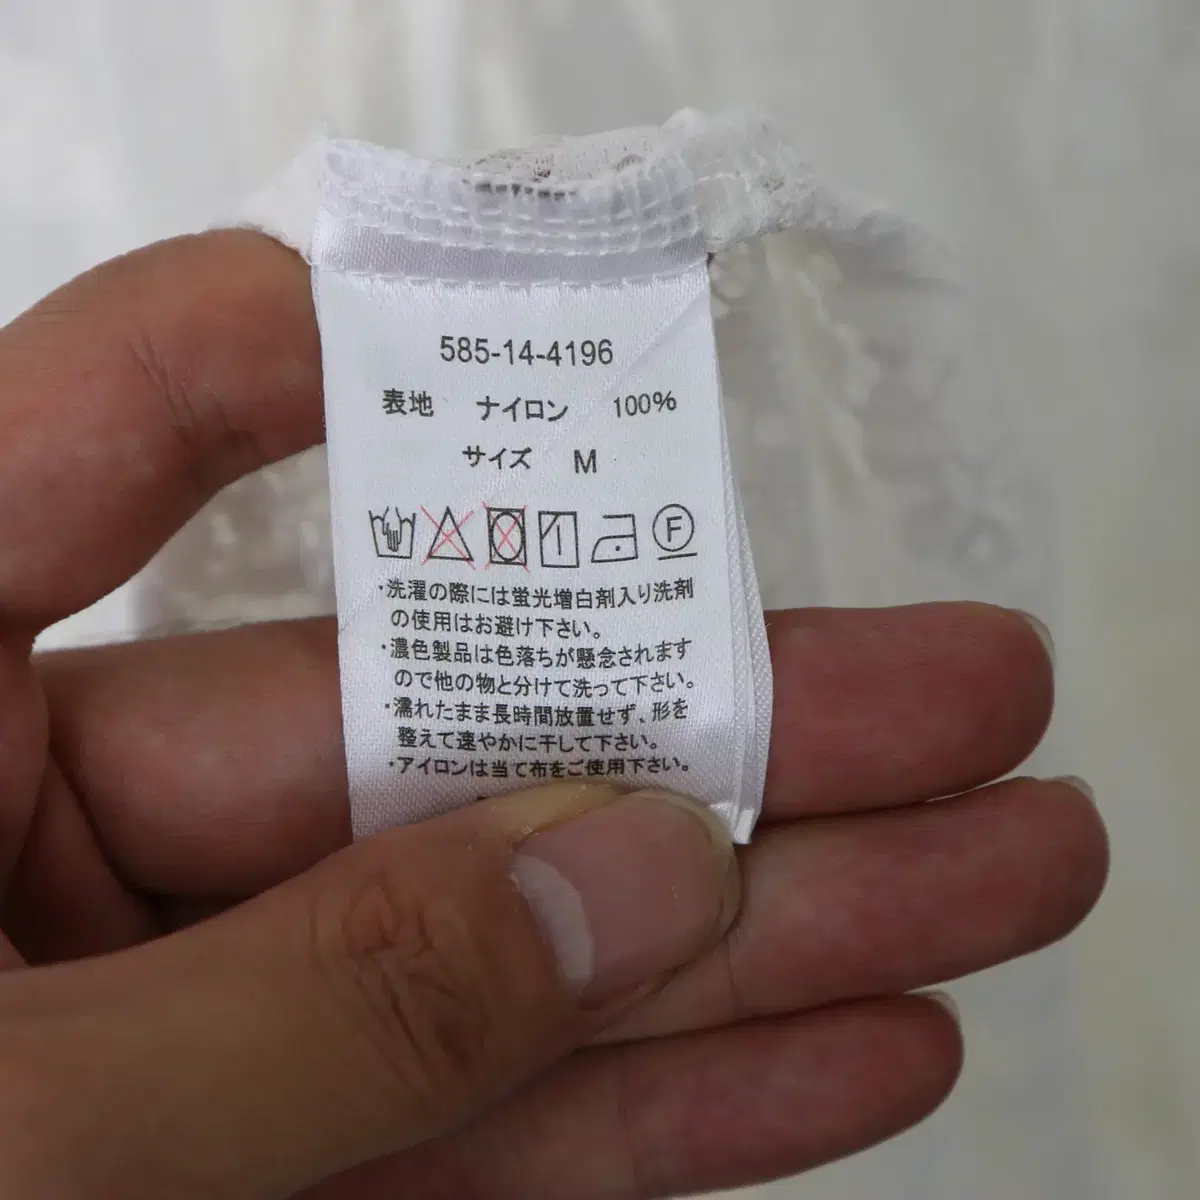 585-14-4196
表地 ナイロン 100%
サイズ M
F
・洗濯の際には蛍光増白剤入り洗剤
の使用はお避け下さい。
・濃色製品は色落ちが懸念されます
ので他の物と分けて洗って下さい。
・濡れたまま長時間放置せず、形を
整えて速やかに干して下さい。
・アイロンは当て布をご使用下さい。